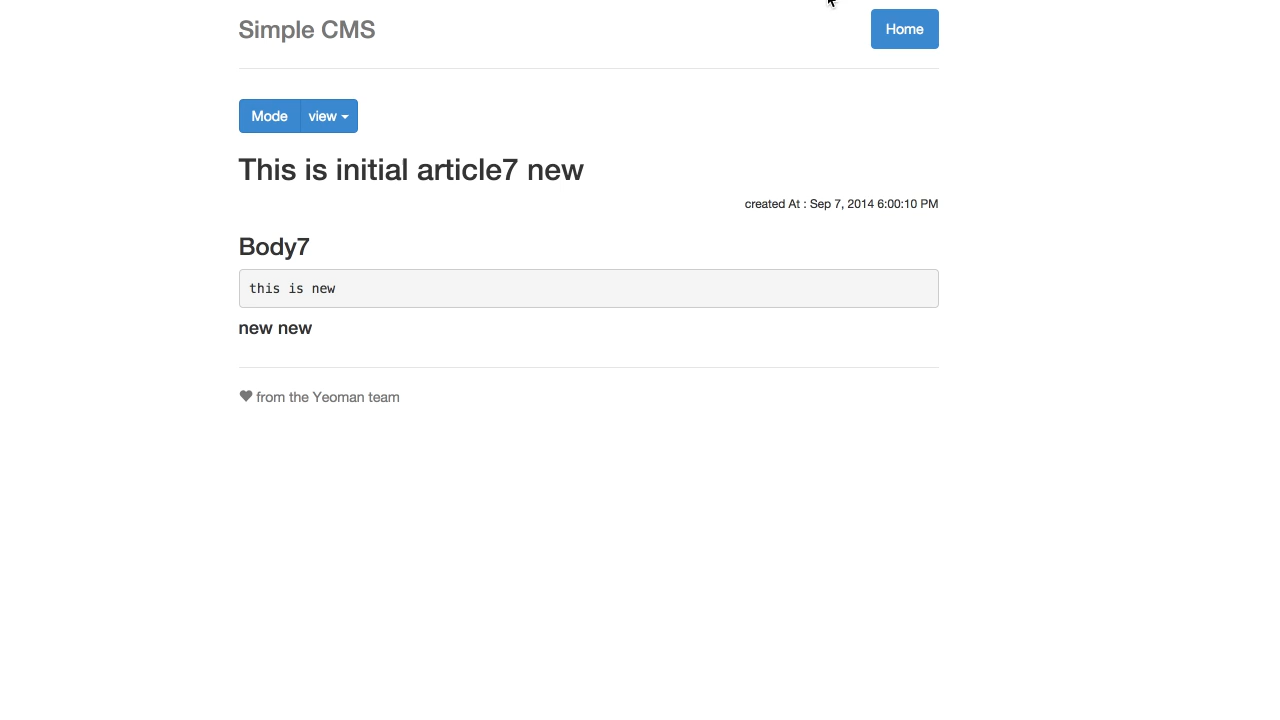 Simple CMS
Home
Mode view
This is initial article7 new
created At : Sep 7, 2014 6:00:10 PM
Body7
this is new
new new
from the Yeoman team